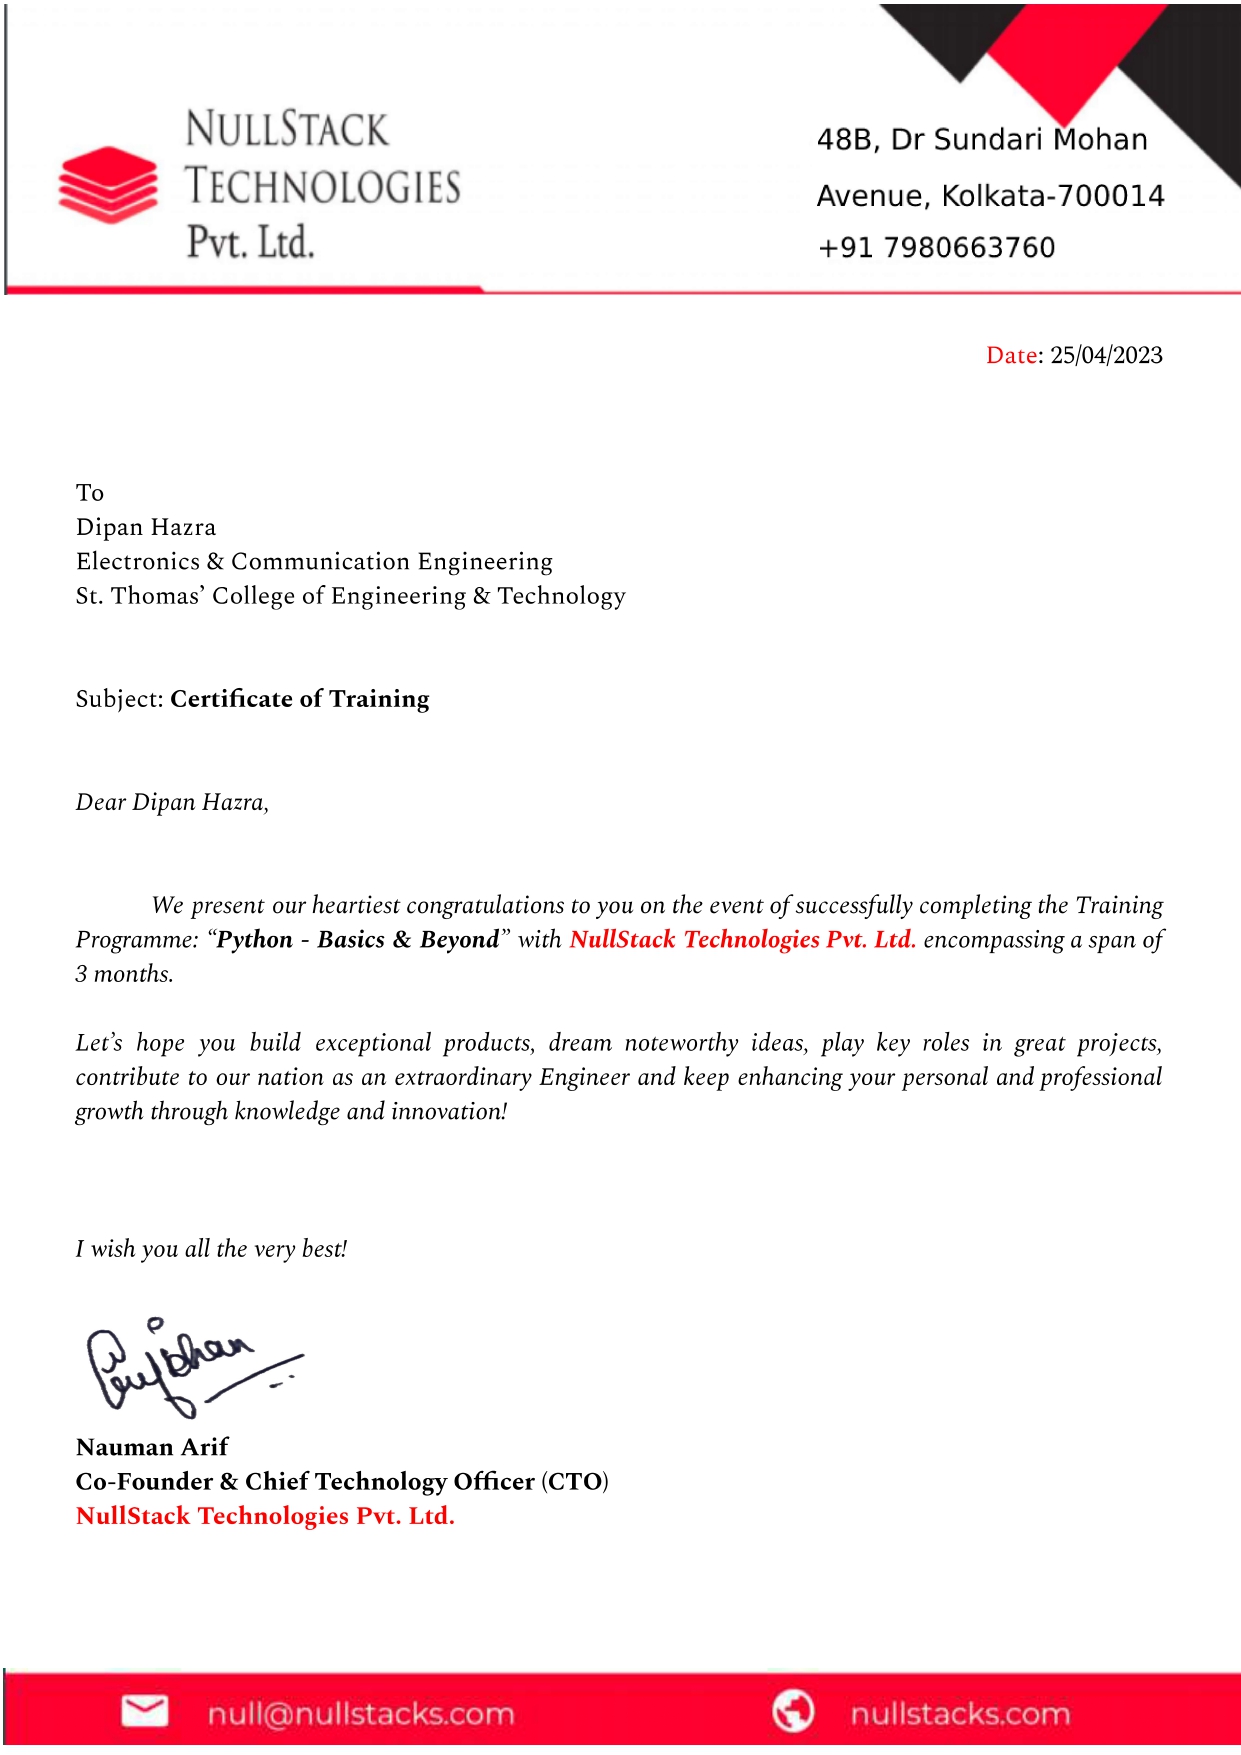 NULLSTACK
TECHNOLOGIES
Pvt. Ltd.
48B, Dr Sundari Mohan
Avenue, Kolkata-700014
+91 7980663760
Date: 25/04/2023
To
Dipan Hazra
Electronics & Communication Engineering
St. Thomas’ College of Engineering & Technology
Subject: Certificate of Training
Dear Dipan Hazra,
We present our heartiest congratulations to you on the event of successfully completing the Training
Programme: “Python - Basics & Beyond” with NullStack Technologies Pvt. Ltd. encompassing a span of
3 months.
Let’s hope you build exceptional products, dream noteworthy ideas, play key roles in great projects,
contribute to our nation as an extraordinary Engineer and keep enhancing your personal and professional
growth through knowledge and innovation!
I wish you all the very best!
Nauman Arif
Co-Founder & Chief Technology Officer (CTO)
NullStack Technologies Pvt. Ltd.
null@nullstacks.com
nullstacks.com